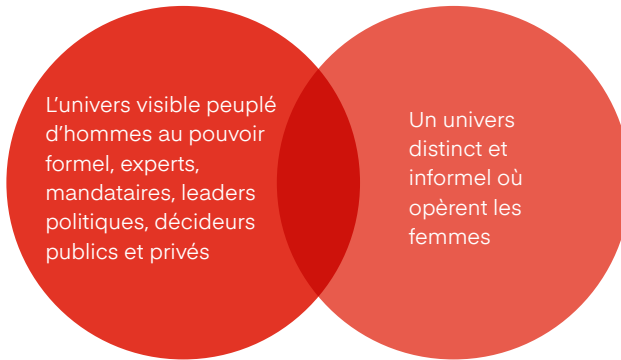 L'univers visible peuplé
d'hommes au pouvoir
formel, experts,
mandataires, leaders
politiques, décideurs
publics et privés
Un univers
distinct et
informel où
opèrent les
femmes